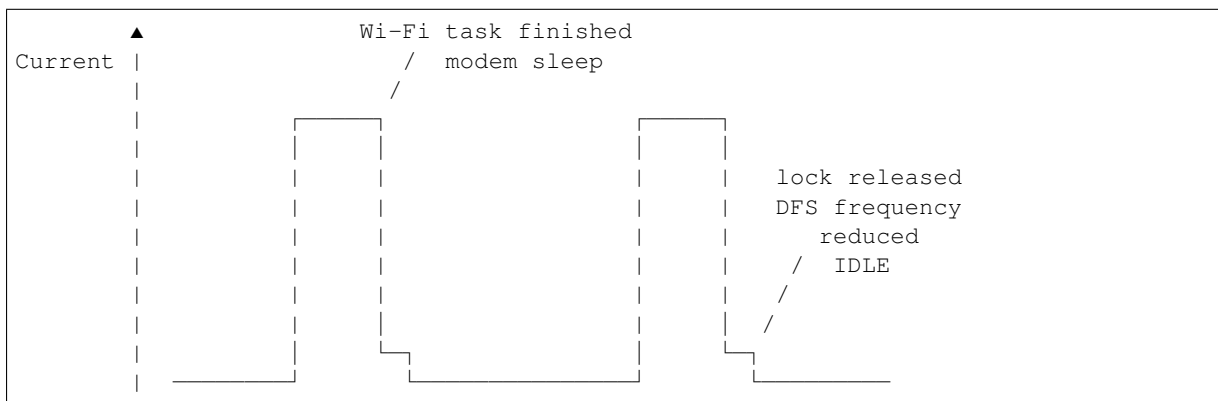 Wi-Fi task finished
Current
modem sleep
lock released
DFS frequency
reduced
IDLE